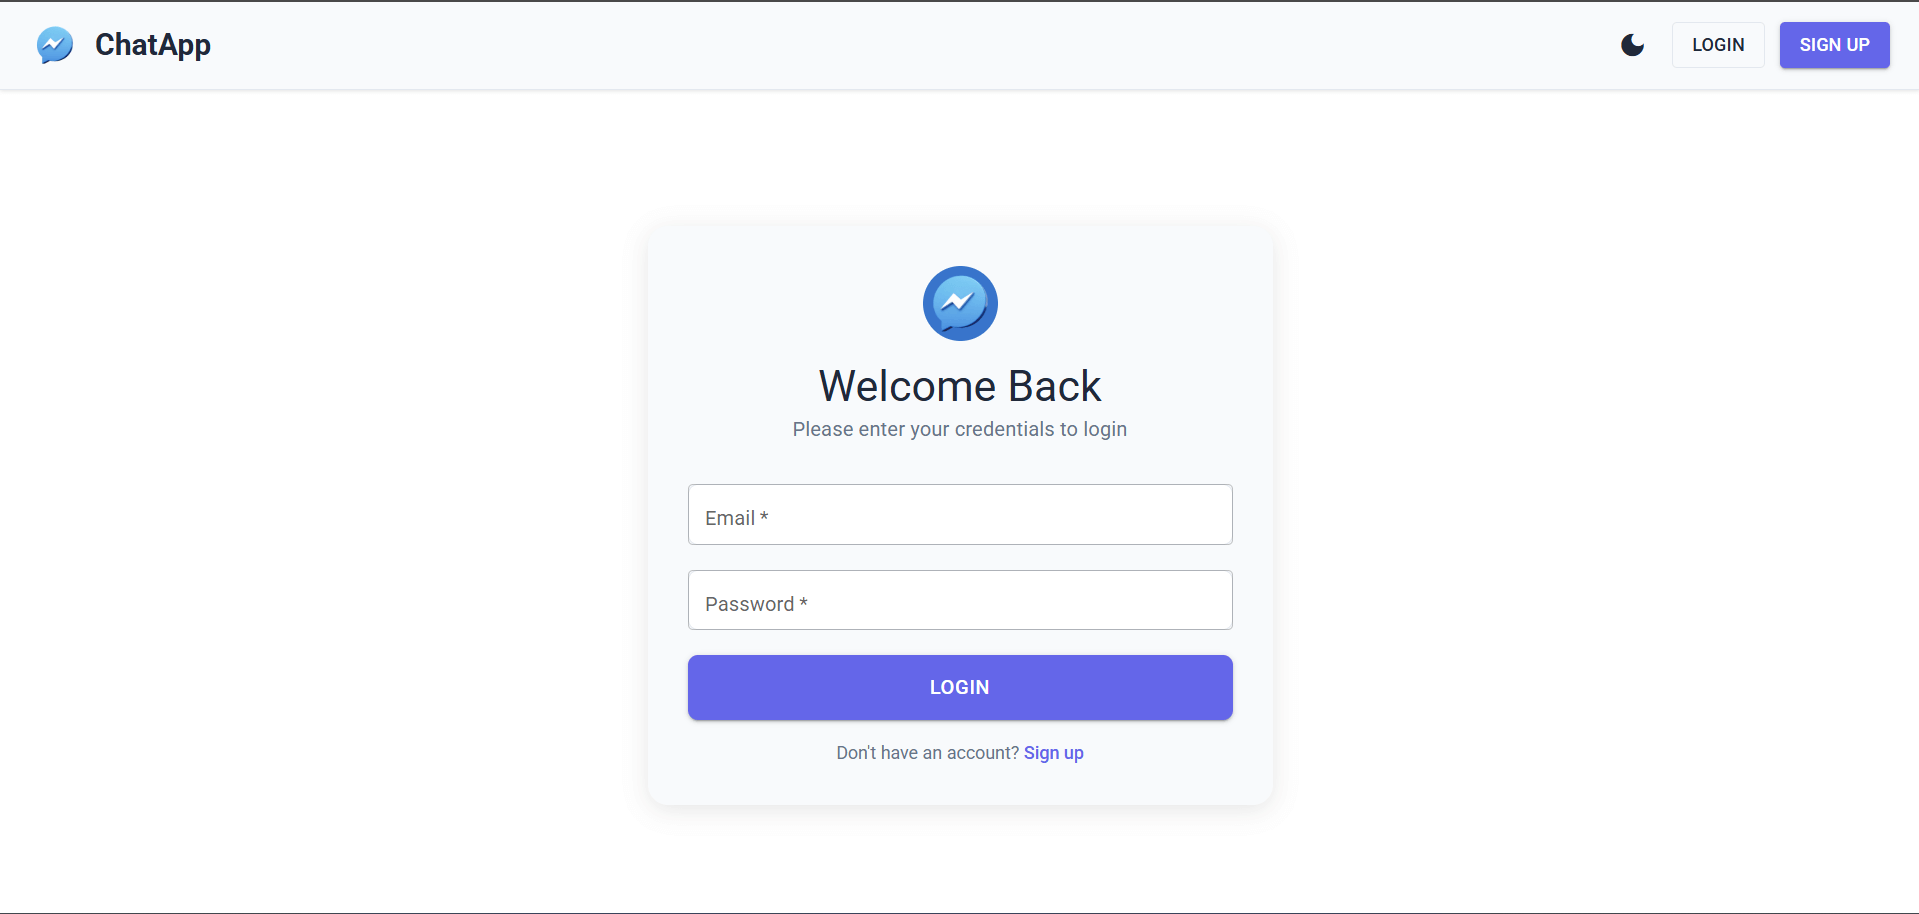 ChatApp
LOGIN
SIGN UP
Welcome Back
Please enter your credentials to login
Email *
Password *
LOGIN
Don't have an account? Sign up